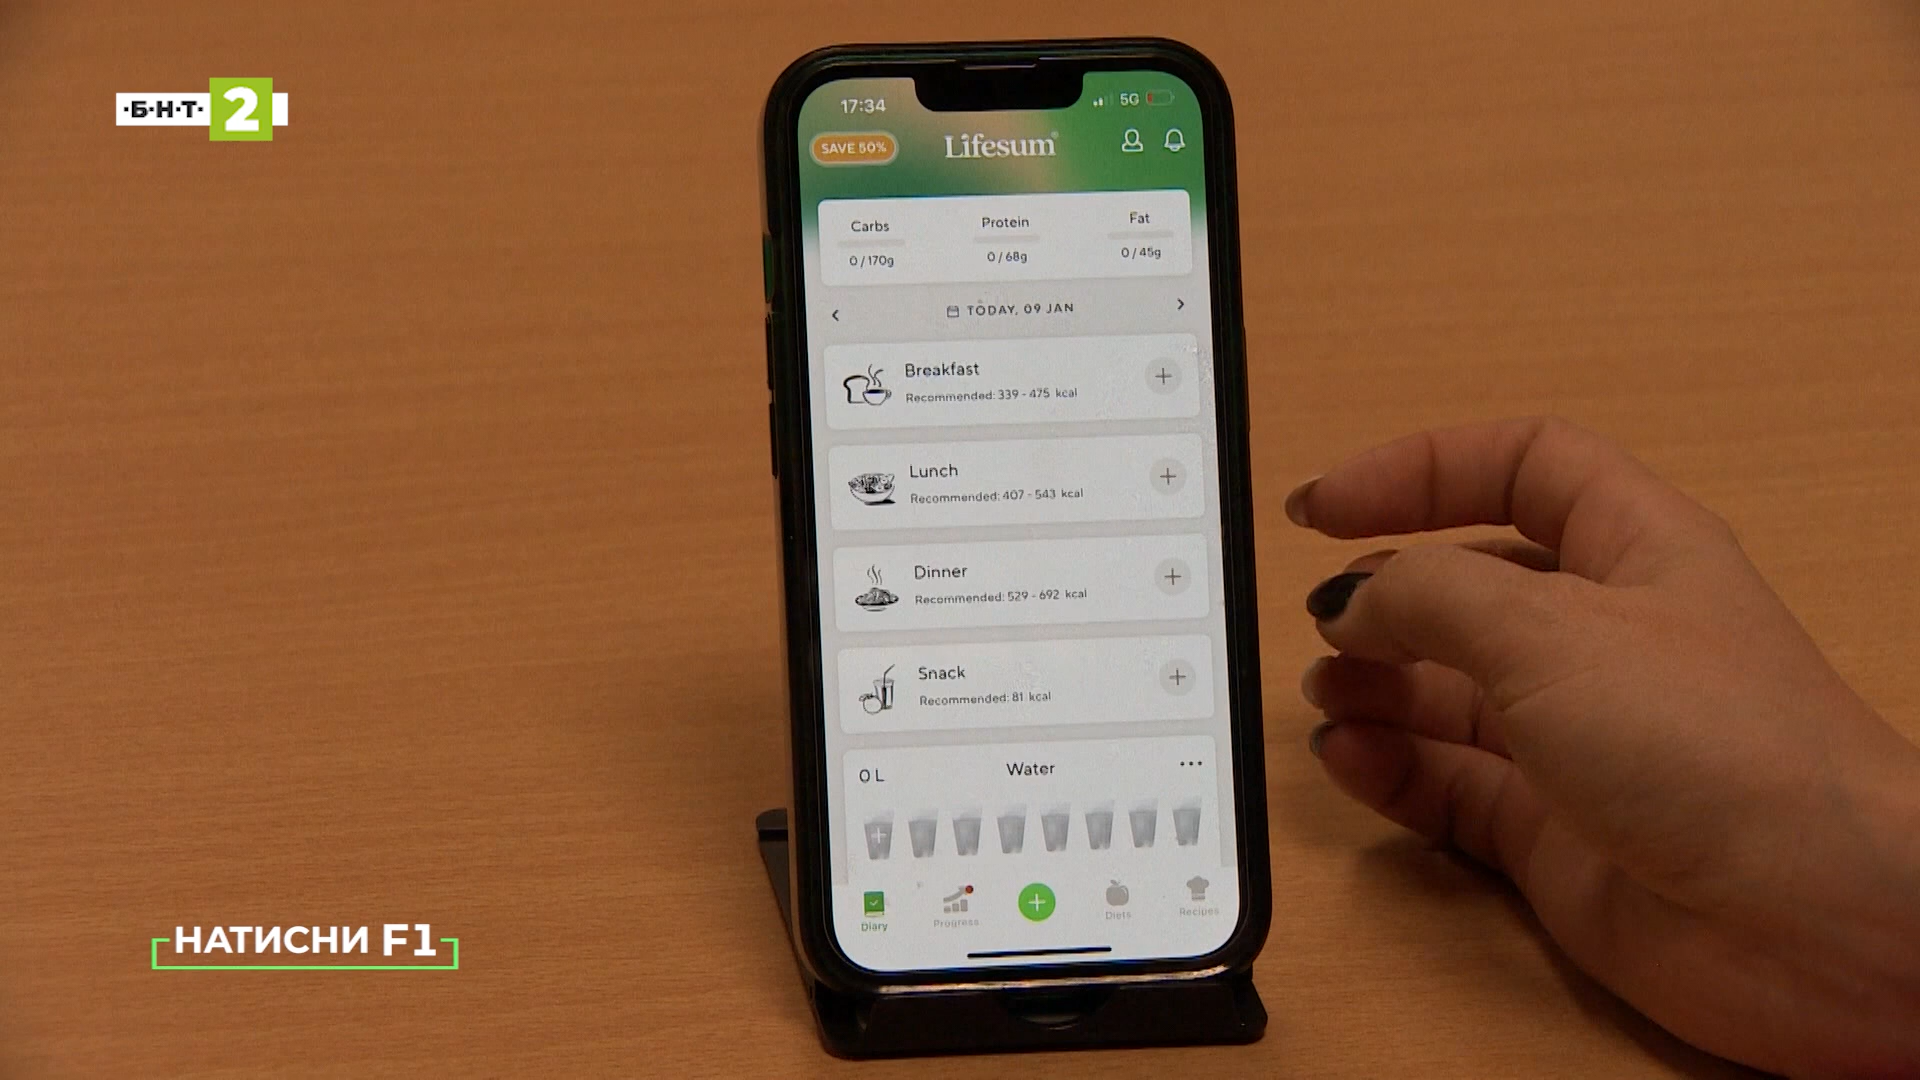 ·Б·Н·Т· 2
17:34
5G
SAVE 50%
Lifesum®
Carbs
Protein
Fat
0 / 170g
0 / 68g
0 / 45g
TODAY, 09 JAN
Breakfast
Recommended: 339 - 475 kcal
Lunch
Recommended: 407 - 543 kcal
Dinner
Recommended: 529 - 692 kcal
Snack
Recommended: 81 kcal
0 L
Water
Diary
Progress
Diets
Recipes
НАТИСНИ F1